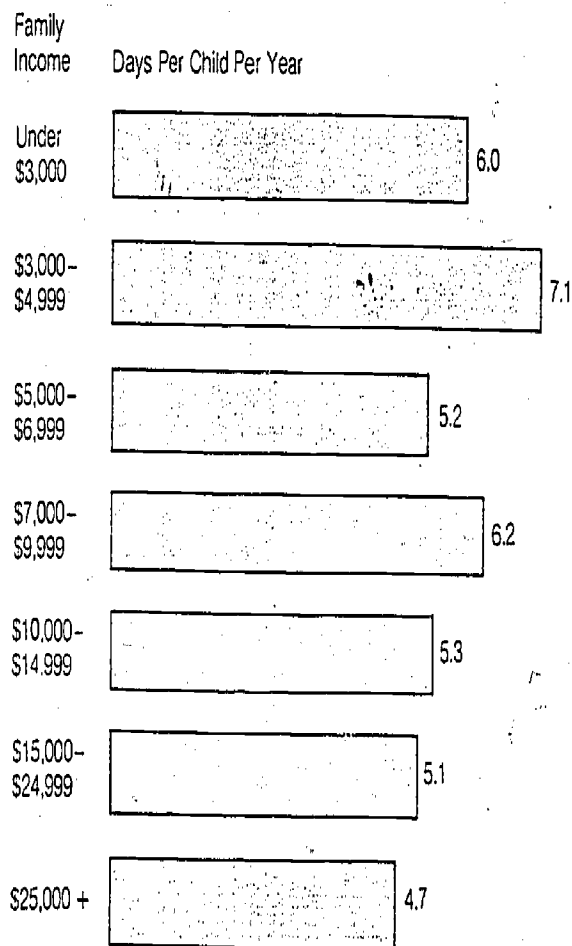 Family
Income Days Per Child Per Year
Under
$3,000 6.0
$3,000-
$4,999 7.1
$5,000-
$6,999 5.2
$7,000-
$9,999 6.2
$10,000-
$14.999 5.3
$15,000-
$24,999 5.1
$25,000 + 4.7